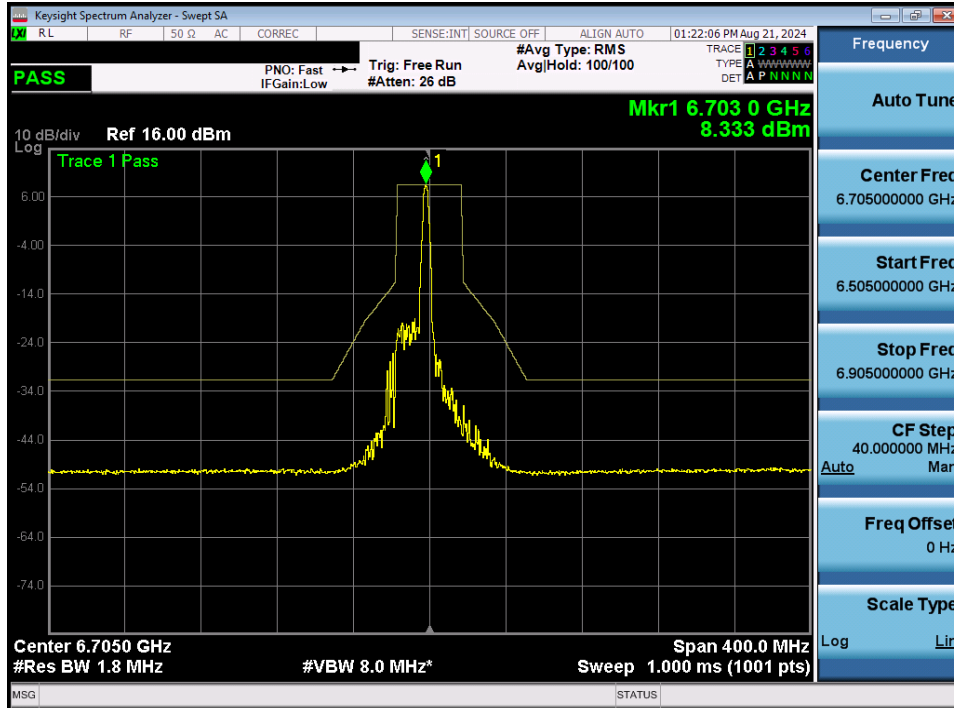 Keysight Spectrum Analyzer - Swept SA
LXI RL RF 50 Ω AC CORREC SENSE:INT SOURCE OFF ALIGN AUTO 01:22:06 PM Aug 21, 2024
PASS
PNO: Fast
IFGain:Low
Trig: Free Run
#Atten: 26 dB
#Avg Type: RMS
Avg|Hold: 100/100
TRACE 1 2 3 4 5 6
TYPE A WWWWW
DET A P N N N N
Mkr1 6.703 0 GHz
8.333 dBm
10 dB/div Ref 16.00 dBm
Log
Trace 1 Pass
1
6.00
-4.00
-14.0
-24.0
-34.0
-44.0
-54.0
-64.0
-74.0
Center 6.7050 GHz Span 400.0 MHz
#Res BW 1.8 MHz #VBW 8.0 MHz* Sweep 1.000 ms (1001 pts)
MSG STATUS
Frequency
Auto Tune
Center Freq
6.705000000 GHz
Start Freq
6.505000000 GHz
Stop Freq
6.905000000 GHz
CF Step
40.000000 MHz
Auto Man
Freq Offset
0 Hz
Scale Type
Log Lin